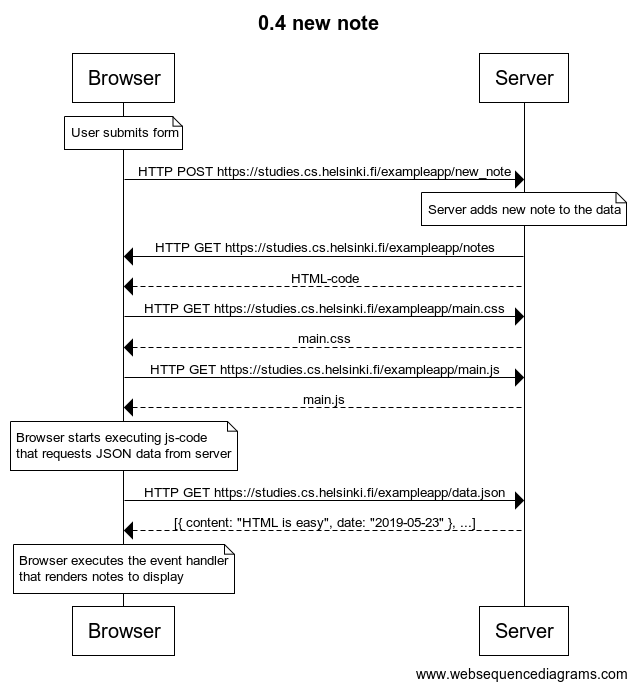 0.4 new note
Browser
Server
User submits form
HTTP POST https://studies.cs.helsinki.fi/exampleapp/new_note
Server adds new note to the data
HTTP GET https://studies.cs.helsinki.fi/exampleapp/notes
HTML-code
HTTP GET https://studies.cs.helsinki.fi/exampleapp/main.css
main.css
HTTP GET https://studies.cs.helsinki.fi/exampleapp/main.js
main.js
Browser starts executing js-code
that requests JSON data from server
HTTP GET https://studies.cs.helsinki.fi/exampleapp/data.json
[{ content: "HTML is easy", date: "2019-05-23" }, ...]
Browser executes the event handler
that renders notes to display
Browser
Server
www.websequencediagrams.com